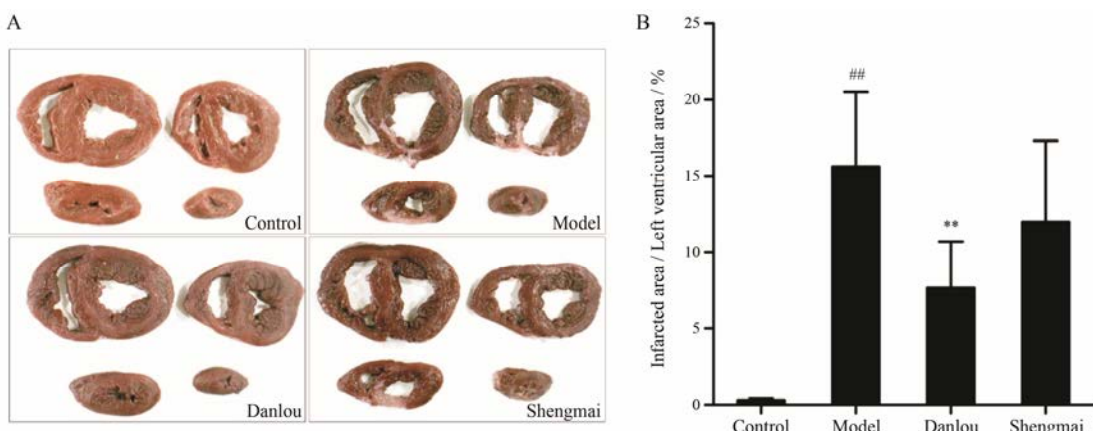 A
Control
Model
Danlou
Shengmai
B
Infarcted area / Left ventricular area / %
25
20
15
10
5
0
##
**
Control
Model
Danlou
Shengmai